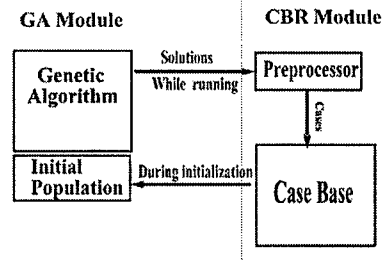 GA Module
CBR Module
Solutions
While running
Genetic
Algorithm
Preprocessor
Cases
Initial
Population
During initialization
Case Base